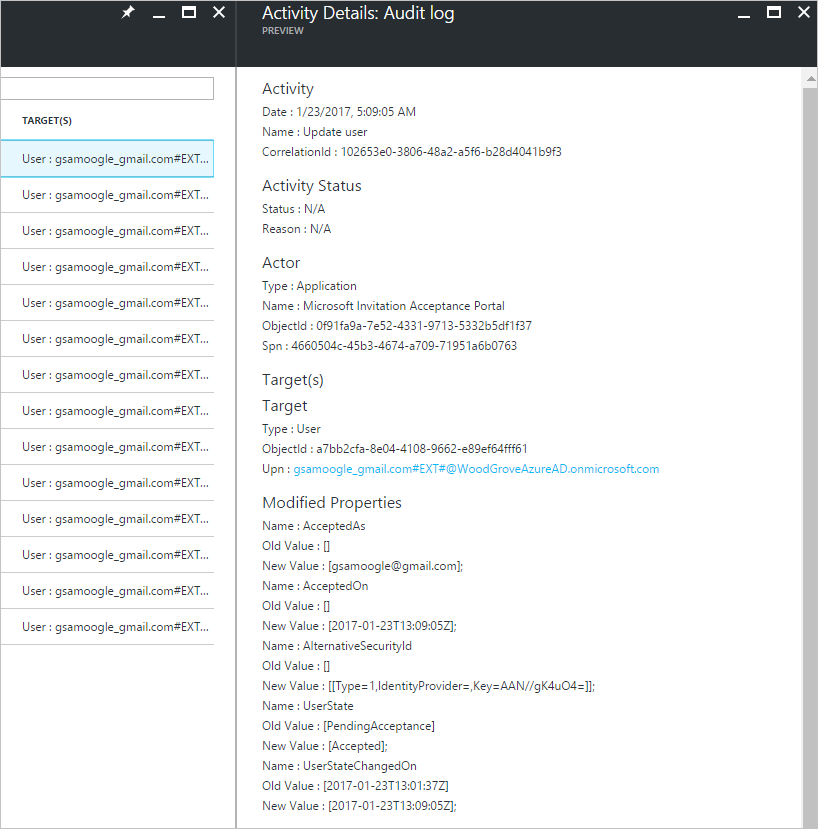 Activity Details: Audit log
PREVIEW
TARGET(S)
User : gsamoogle_gmail.com#EXT...
User : gsamoogle_gmail.com#EXT...
User : gsamoogle_gmail.com#EXT...
User : gsamoogle_gmail.com#EXT...
User : gsamoogle_gmail.com#EXT...
User : gsamoogle_gmail.com#EXT...
User : gsamoogle_gmail.com#EXT...
User : gsamoogle_gmail.com#EXT...
User : gsamoogle_gmail.com#EXT...
User : gsamoogle_gmail.com#EXT...
User : gsamoogle_gmail.com#EXT...
User : gsamoogle_gmail.com#EXT...
User : gsamoogle_gmail.com#EXT...
User : gsamoogle_gmail.com#EXT...
Activity
Date : 1/23/2017, 5:09:05 AM
Name : Update user
CorrelationId : 102653e0-3806-48a2-a5f6-b28d4041b9f3
Activity Status
Status : N/A
Reason : N/A
Actor
Type : Application
Name : Microsoft Invitation Acceptance Portal
ObjectId : 0f91fa9a-7e52-4331-9713-5332b5df1f37
Spn : 4660504c-45b3-4674-a709-71951a6b0763
Target(s)
Target
Type : User
ObjectId : a7bb2cfa-8e04-4108-9662-e89ef64fff61
Upn : gsamoogle_gmail.com#EXT#@WoodGroveAzureAD.onmicrosoft.com
Modified Properties
Name : AcceptedAs
Old Value : []
New Value : [gsamoogle@gmail.com];
Name : AcceptedOn
Old Value : []
New Value : [2017-01-23T13:09:05Z];
Name : AlternativeSecurityId
Old Value : []
New Value : [[Type=1,IdentityProvider=,Key=AAN//gK4uO4=]];
Name : UserState
Old Value : [PendingAcceptance]
New Value : [Accepted];
Name : UserStateChangedOn
Old Value : [2017-01-23T13:01:37Z]
New Value : [2017-01-23T13:09:05Z];